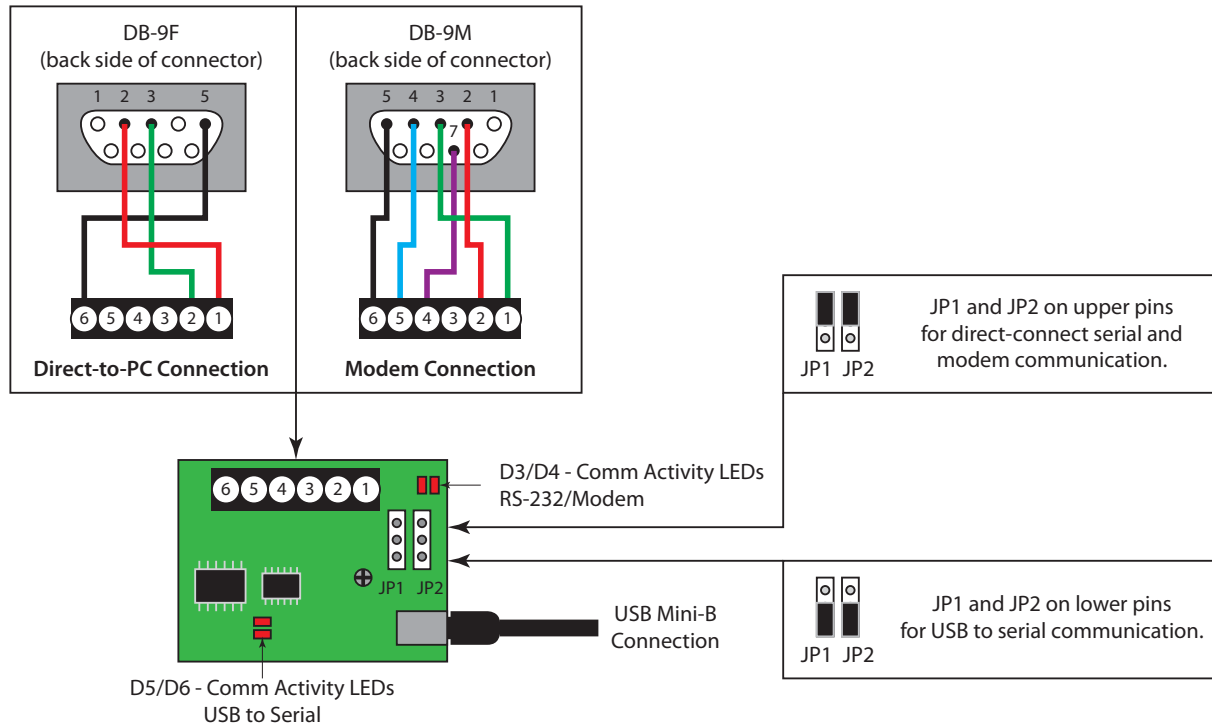 DB-9F
(back side of connector)
1 2 3 5
6 5 4 3 2 1
Direct-to-PC Connection
DB-9M
(back side of connector)
5 4 3 2 1
7
6 5 4 3 2 1
Modem Connection
JP1 and JP2 on upper pins
for direct-connect serial and
modem communication.
JP1 JP2
6 5 4 3 2 1
D3/D4 - Comm Activity LEDs
RS-232/Modem
JP1 JP2
USB Mini-B
Connection
JP1 and JP2 on lower pins
for USB to serial communication.
JP1 JP2
D5/D6 - Comm Activity LEDs
USB to Serial